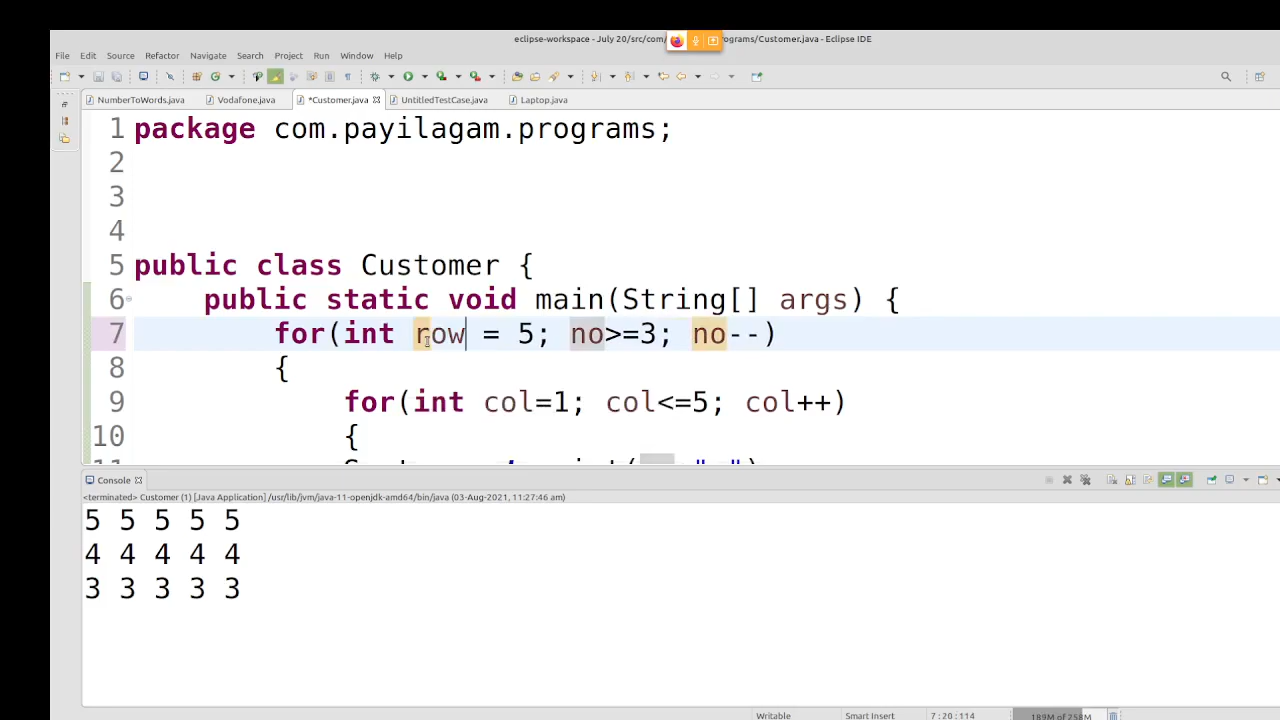 eclipse-workspace - July 20/src/com/ rograms/Customer.java - Eclipse IDE
File Edit Source Refactor Navigate Search Project Run Window Help
NumberToWords.java Vodafone.java *Customer.java UntitledTestCase.java Laptop.java
1 package com.payilagam.programs;
2
3
4
5 public class Customer {
6 public static void main(String[] args) {
7 for(int row = 5; no>=3; no--)
8 {
9 for(int col=1; col<=5; col++)
10 {
Console
<terminated> Customer (1) [Java Application] /usr/lib/jvm/java-11-openjdk-amd64/bin/java (03-Aug-2021, 11:27:46 am)
5 5 5 5 5
4 4 4 4 4
3 3 3 3 3
Writable Smart Insert 7 : 20 : 114 189M of 258M